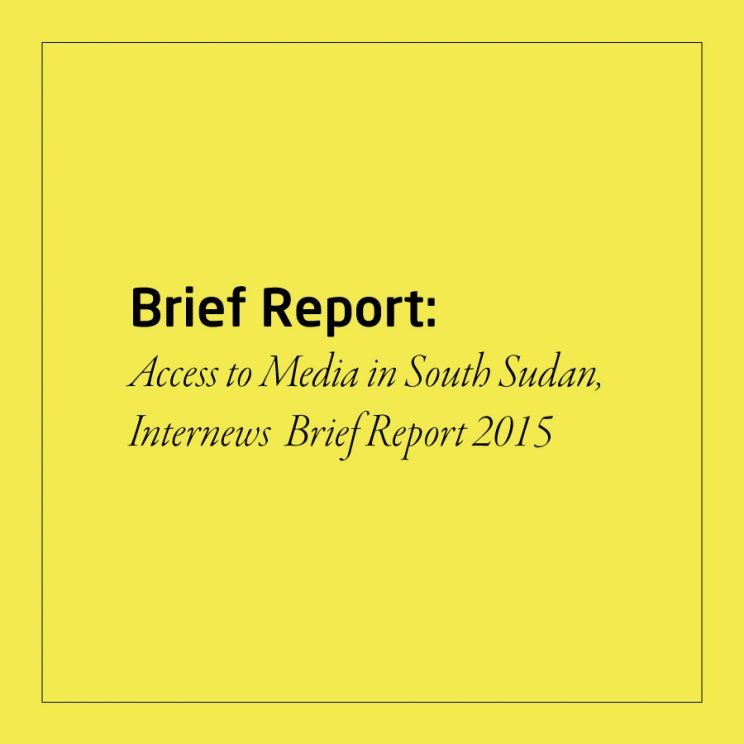 Brief Report:
Access to Media in South Sudan,
Internews Brief Report 2015